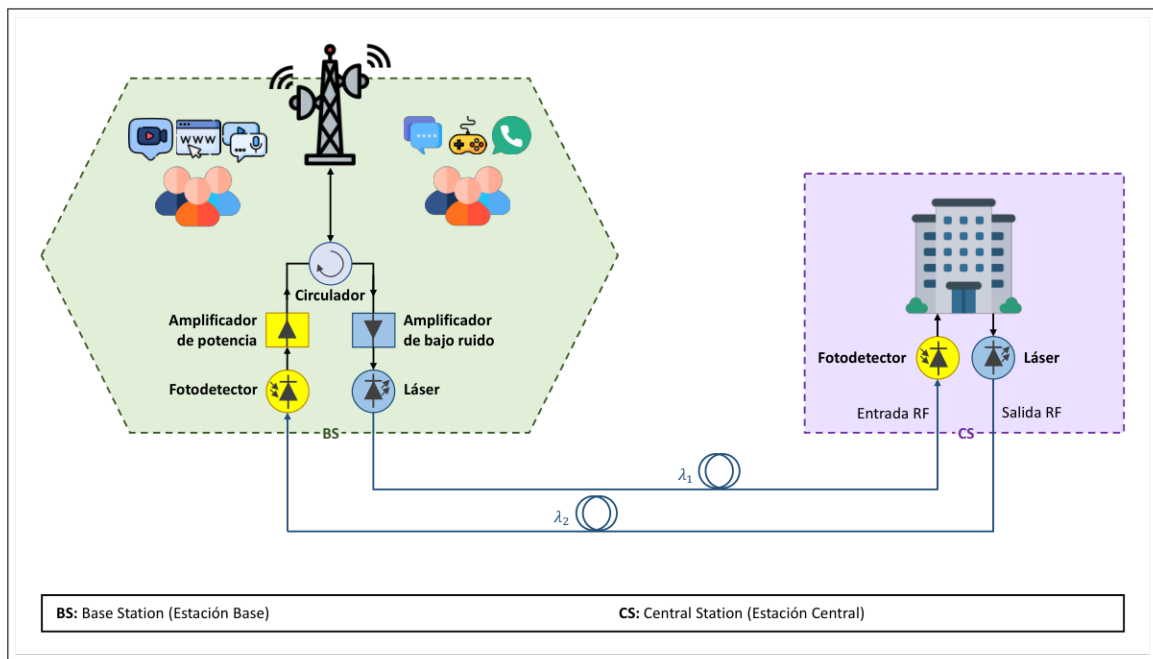 WWW
Circulador
Amplificador
de potencia
Amplificador
de bajo ruido
Fotodetector
Láser
BS
Fotodetector
Láser
Entrada RF
Salida RF
CS
λ₁
λ₂
BS: Base Station (Estación Base)
CS: Central Station (Estación Central)